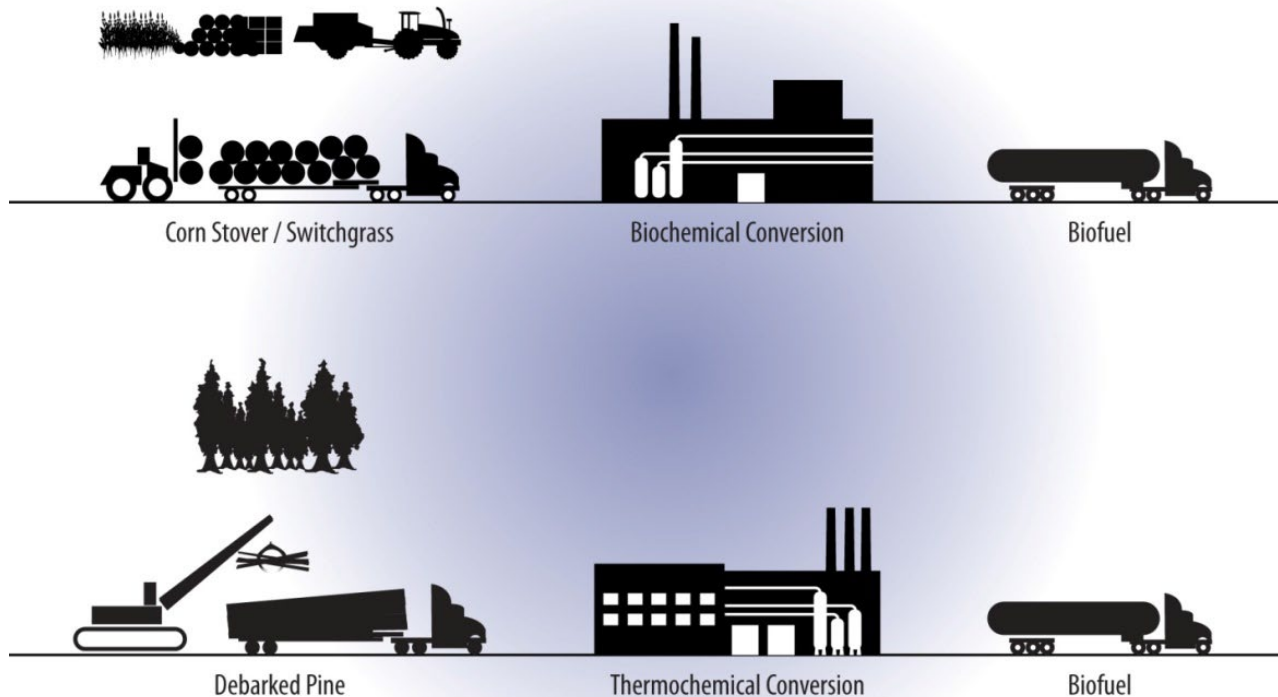 Corn Stover / Switchgrass
Biochemical Conversion
Biofuel
Debarked Pine
Thermochemical Conversion
Biofuel